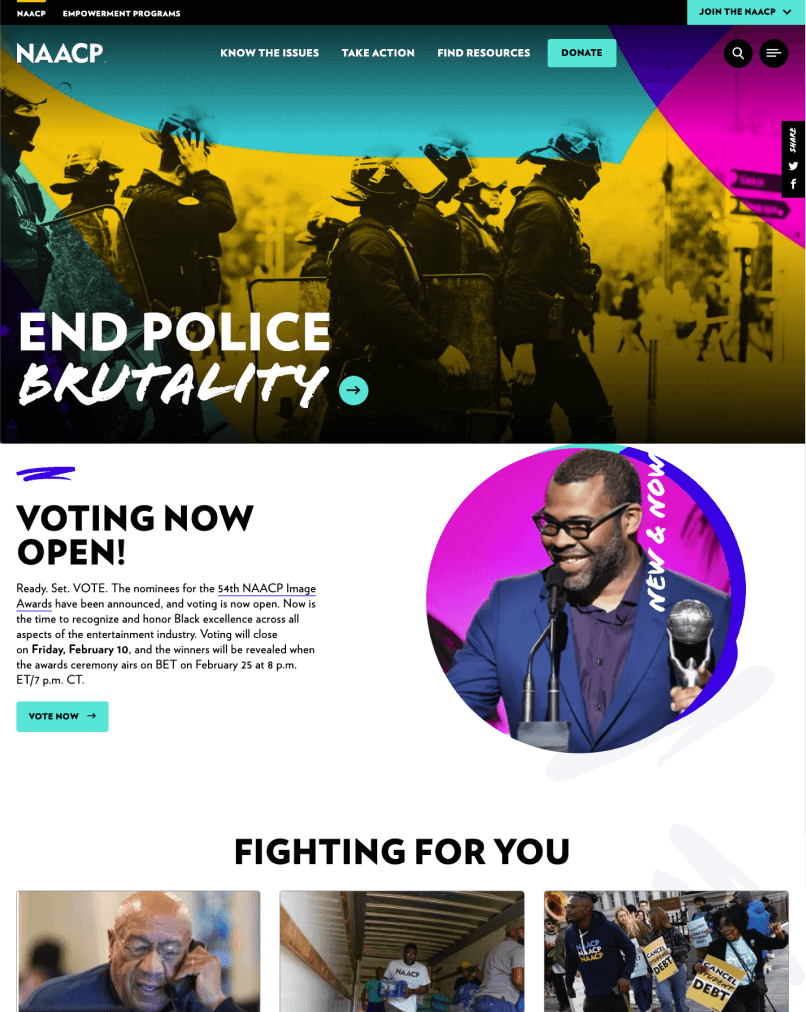 NAACP EMPOWERMENT PROGRAMS JOIN THE NAACP
NAACP KNOW THE ISSUES TAKE ACTION FIND RESOURCES DONATE
SHARE
END POLICE
BRUTALITY
VOTING NOW
OPEN!
Ready. Set. VOTE. The nominees for the 54th NAACP Image
Awards have been announced, and voting is now open. Now is
the time to recognize and honor Black excellence across all
aspects of the entertainment industry. Voting will close
on Friday, February 10, and the winners will be revealed when
the awards ceremony airs on BET on February 25 at 8 p.m.
ET/7 p.m. CT.
VOTE NOW
NEW & NOW
FIGHTING FOR YOU
NAACP
NAACP
NAACP
NAACP
CANCEL
DEBT
CANCEL
STUDENT
DEBT